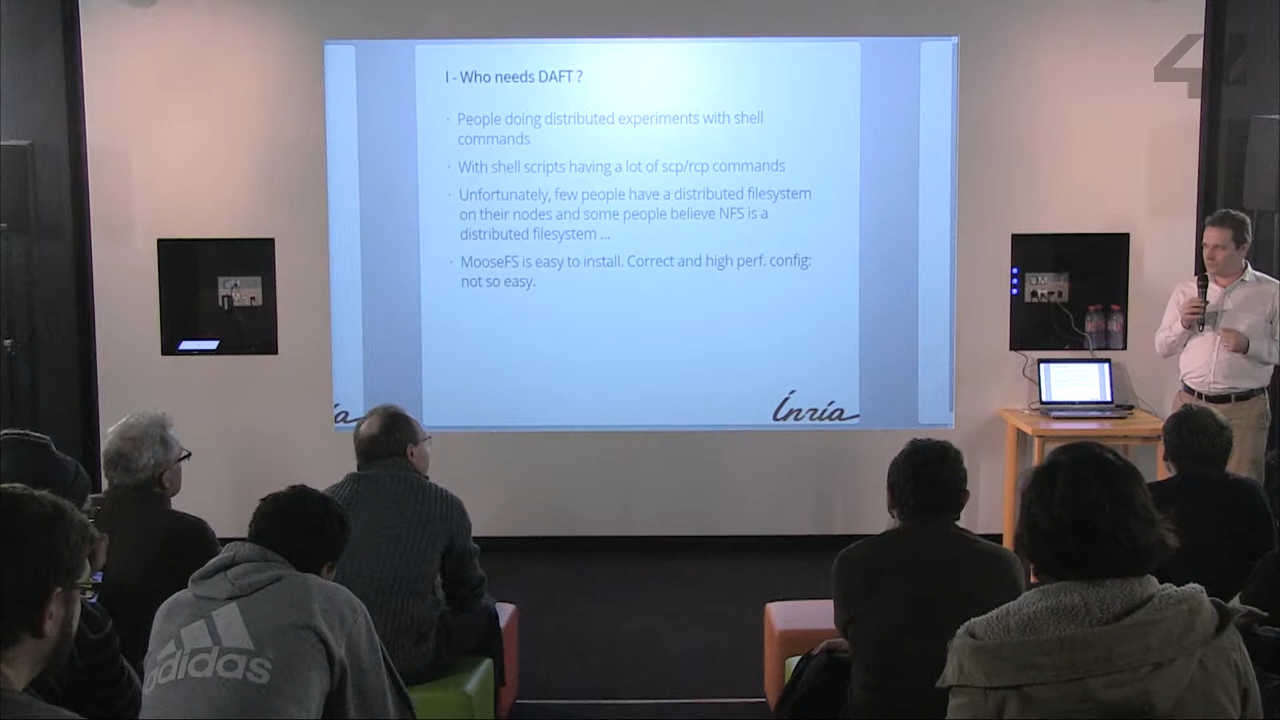 I - Who needs DAFT ?
· People doing distributed experiments with shell
commands
· With shell scripts having a lot of scp/rcp commands
· Unfortunately, few people have a distributed filesystem
on their nodes and some people believe NFS is a
distributed filesystem ...
· MooseFS is easy to install. Correct and high perf. config:
not so easy.
Inria
ia
adidas
42